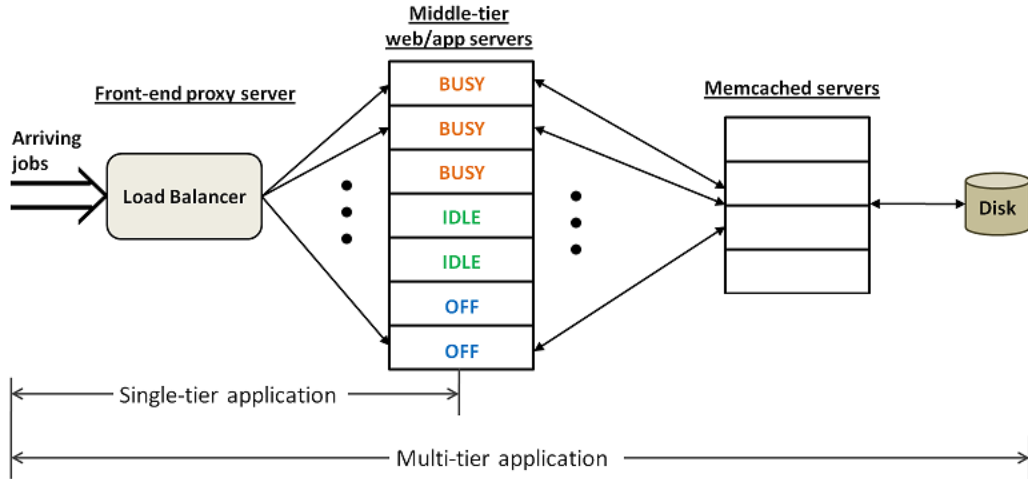 Middle-tier
web/app servers
Front-end proxy server
Memcached servers
Arriving
jobs
Load Balancer
BUSY
BUSY
BUSY
IDLE
IDLE
OFF
OFF
Disk
Single-tier application
Multi-tier application